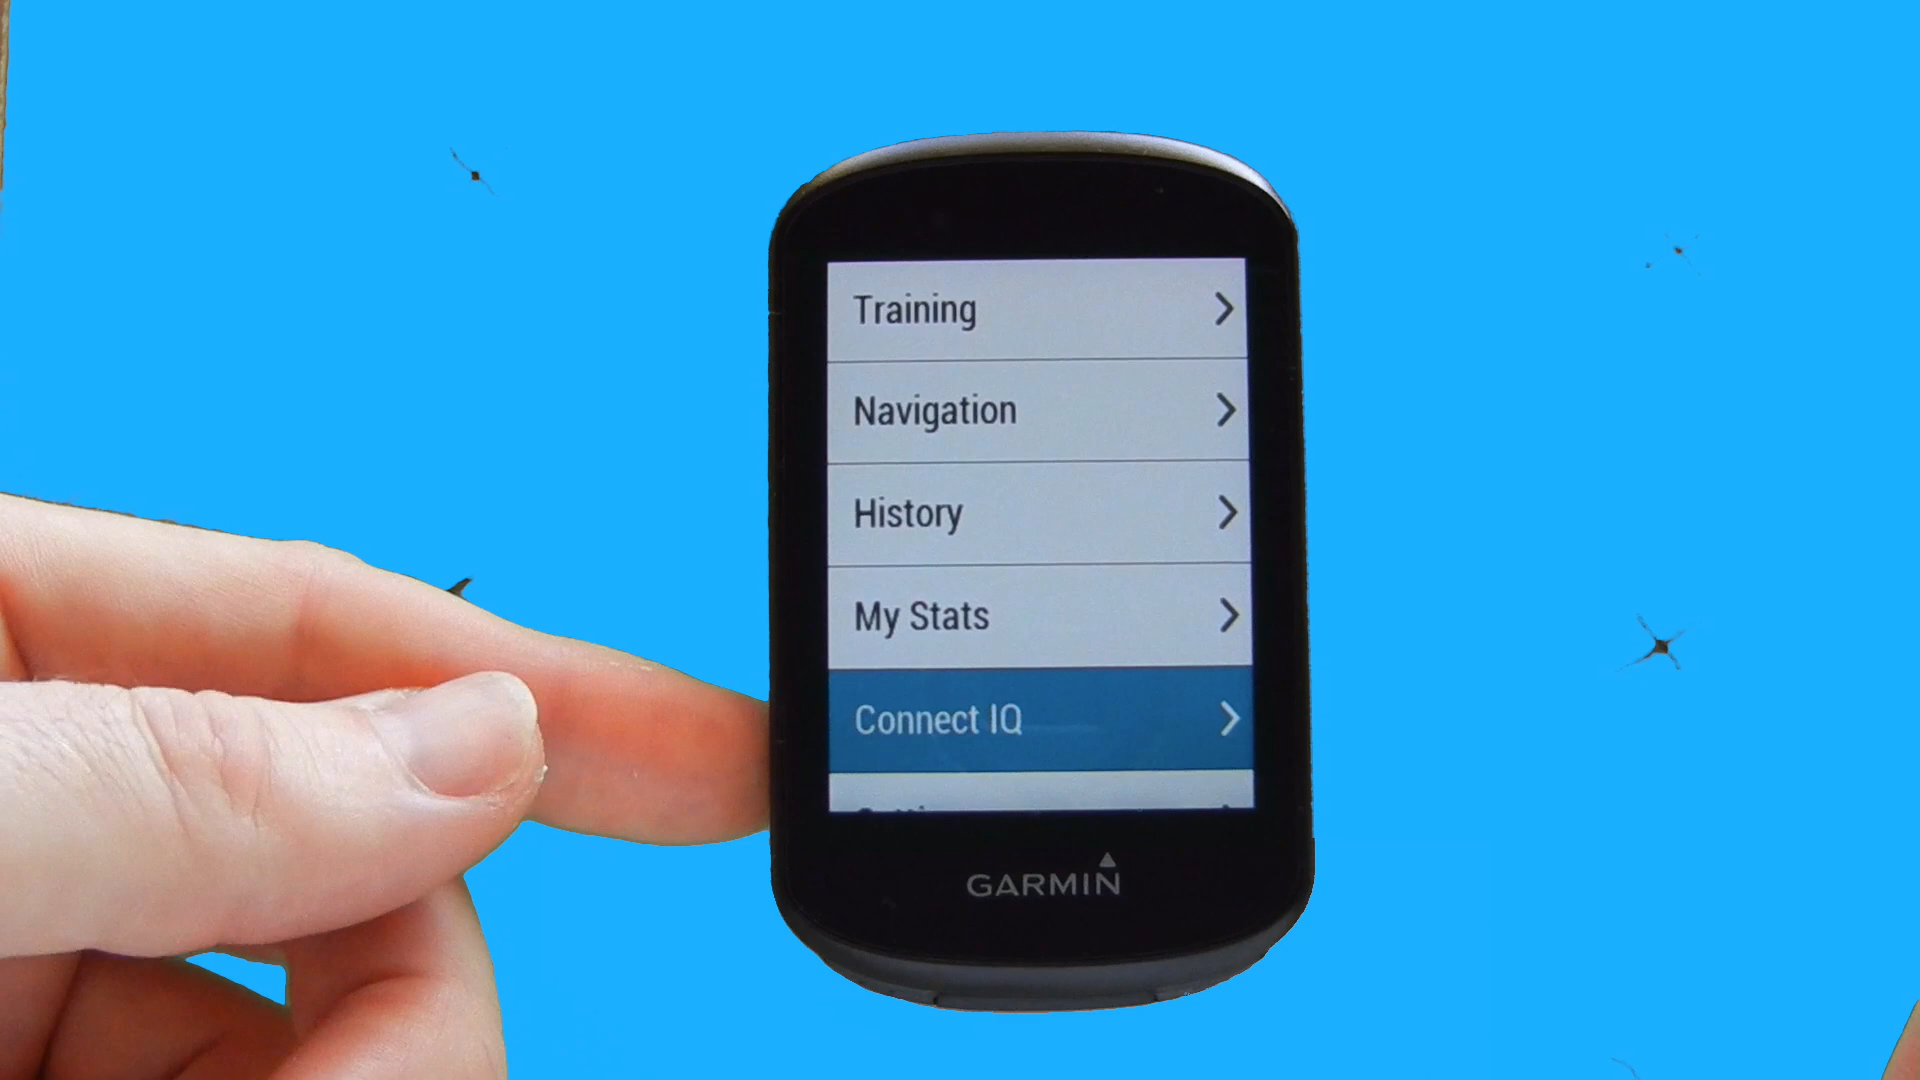 Training
Navigation
History
My Stats
Connect IQ
GARMIN